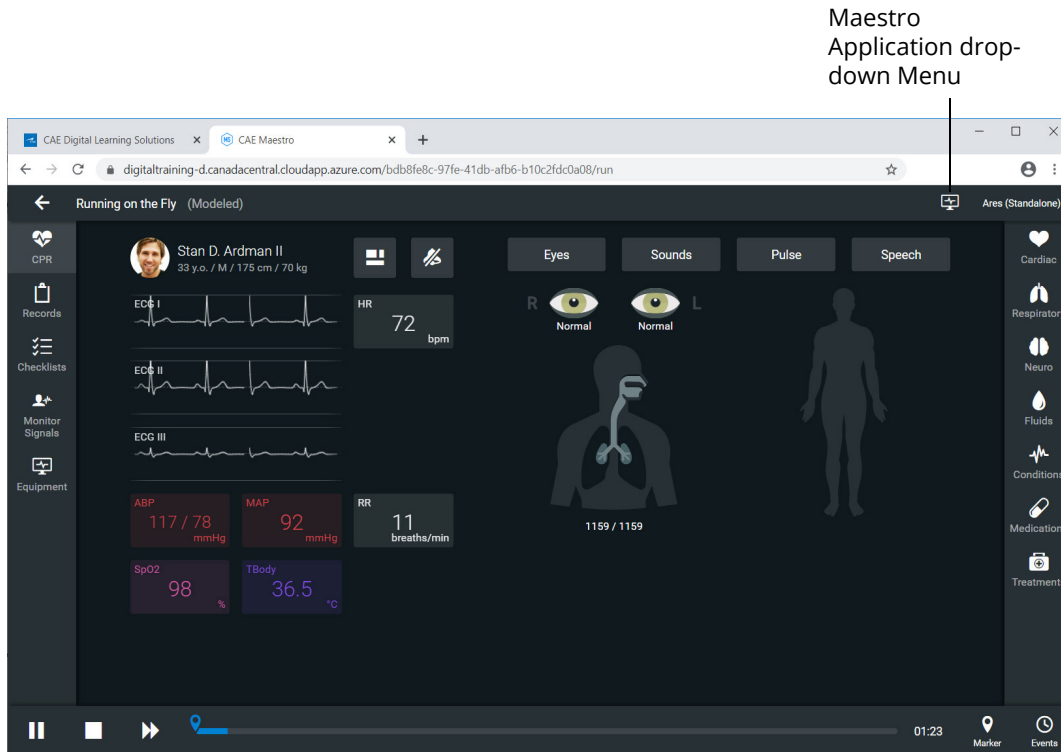 Maestro
Application drop-
down Menu
CAE Digital Learning Solutions
CAE Maestro
digitaltraining-d.canadacentral.cloudapp.azure.com/bdb8fe8c-97fe-41db-afb6-b10c2fdc0a08/run
Running on the Fly (Modeled)
Ares (Standalone)
CPR
Records
Checklists
Monitor
Signals
Equipment
Stan D. Ardman II
33 y.o. / M / 175 cm / 70 kg
ECG I
HR
72
bpm
ECG II
ECG III
ABP
117 / 78
mmHg
MAP
92
mmHg
RR
11
breaths/min
SpO2
98
%
TBody
36.5
°C
Eyes
Sounds
Pulse
Speech
R
L
Normal
Normal
1159 / 1159
Cardiac
Respirator
Neuro
Fluids
Conditions
Medication
Treatment
01:23
Marker
Events